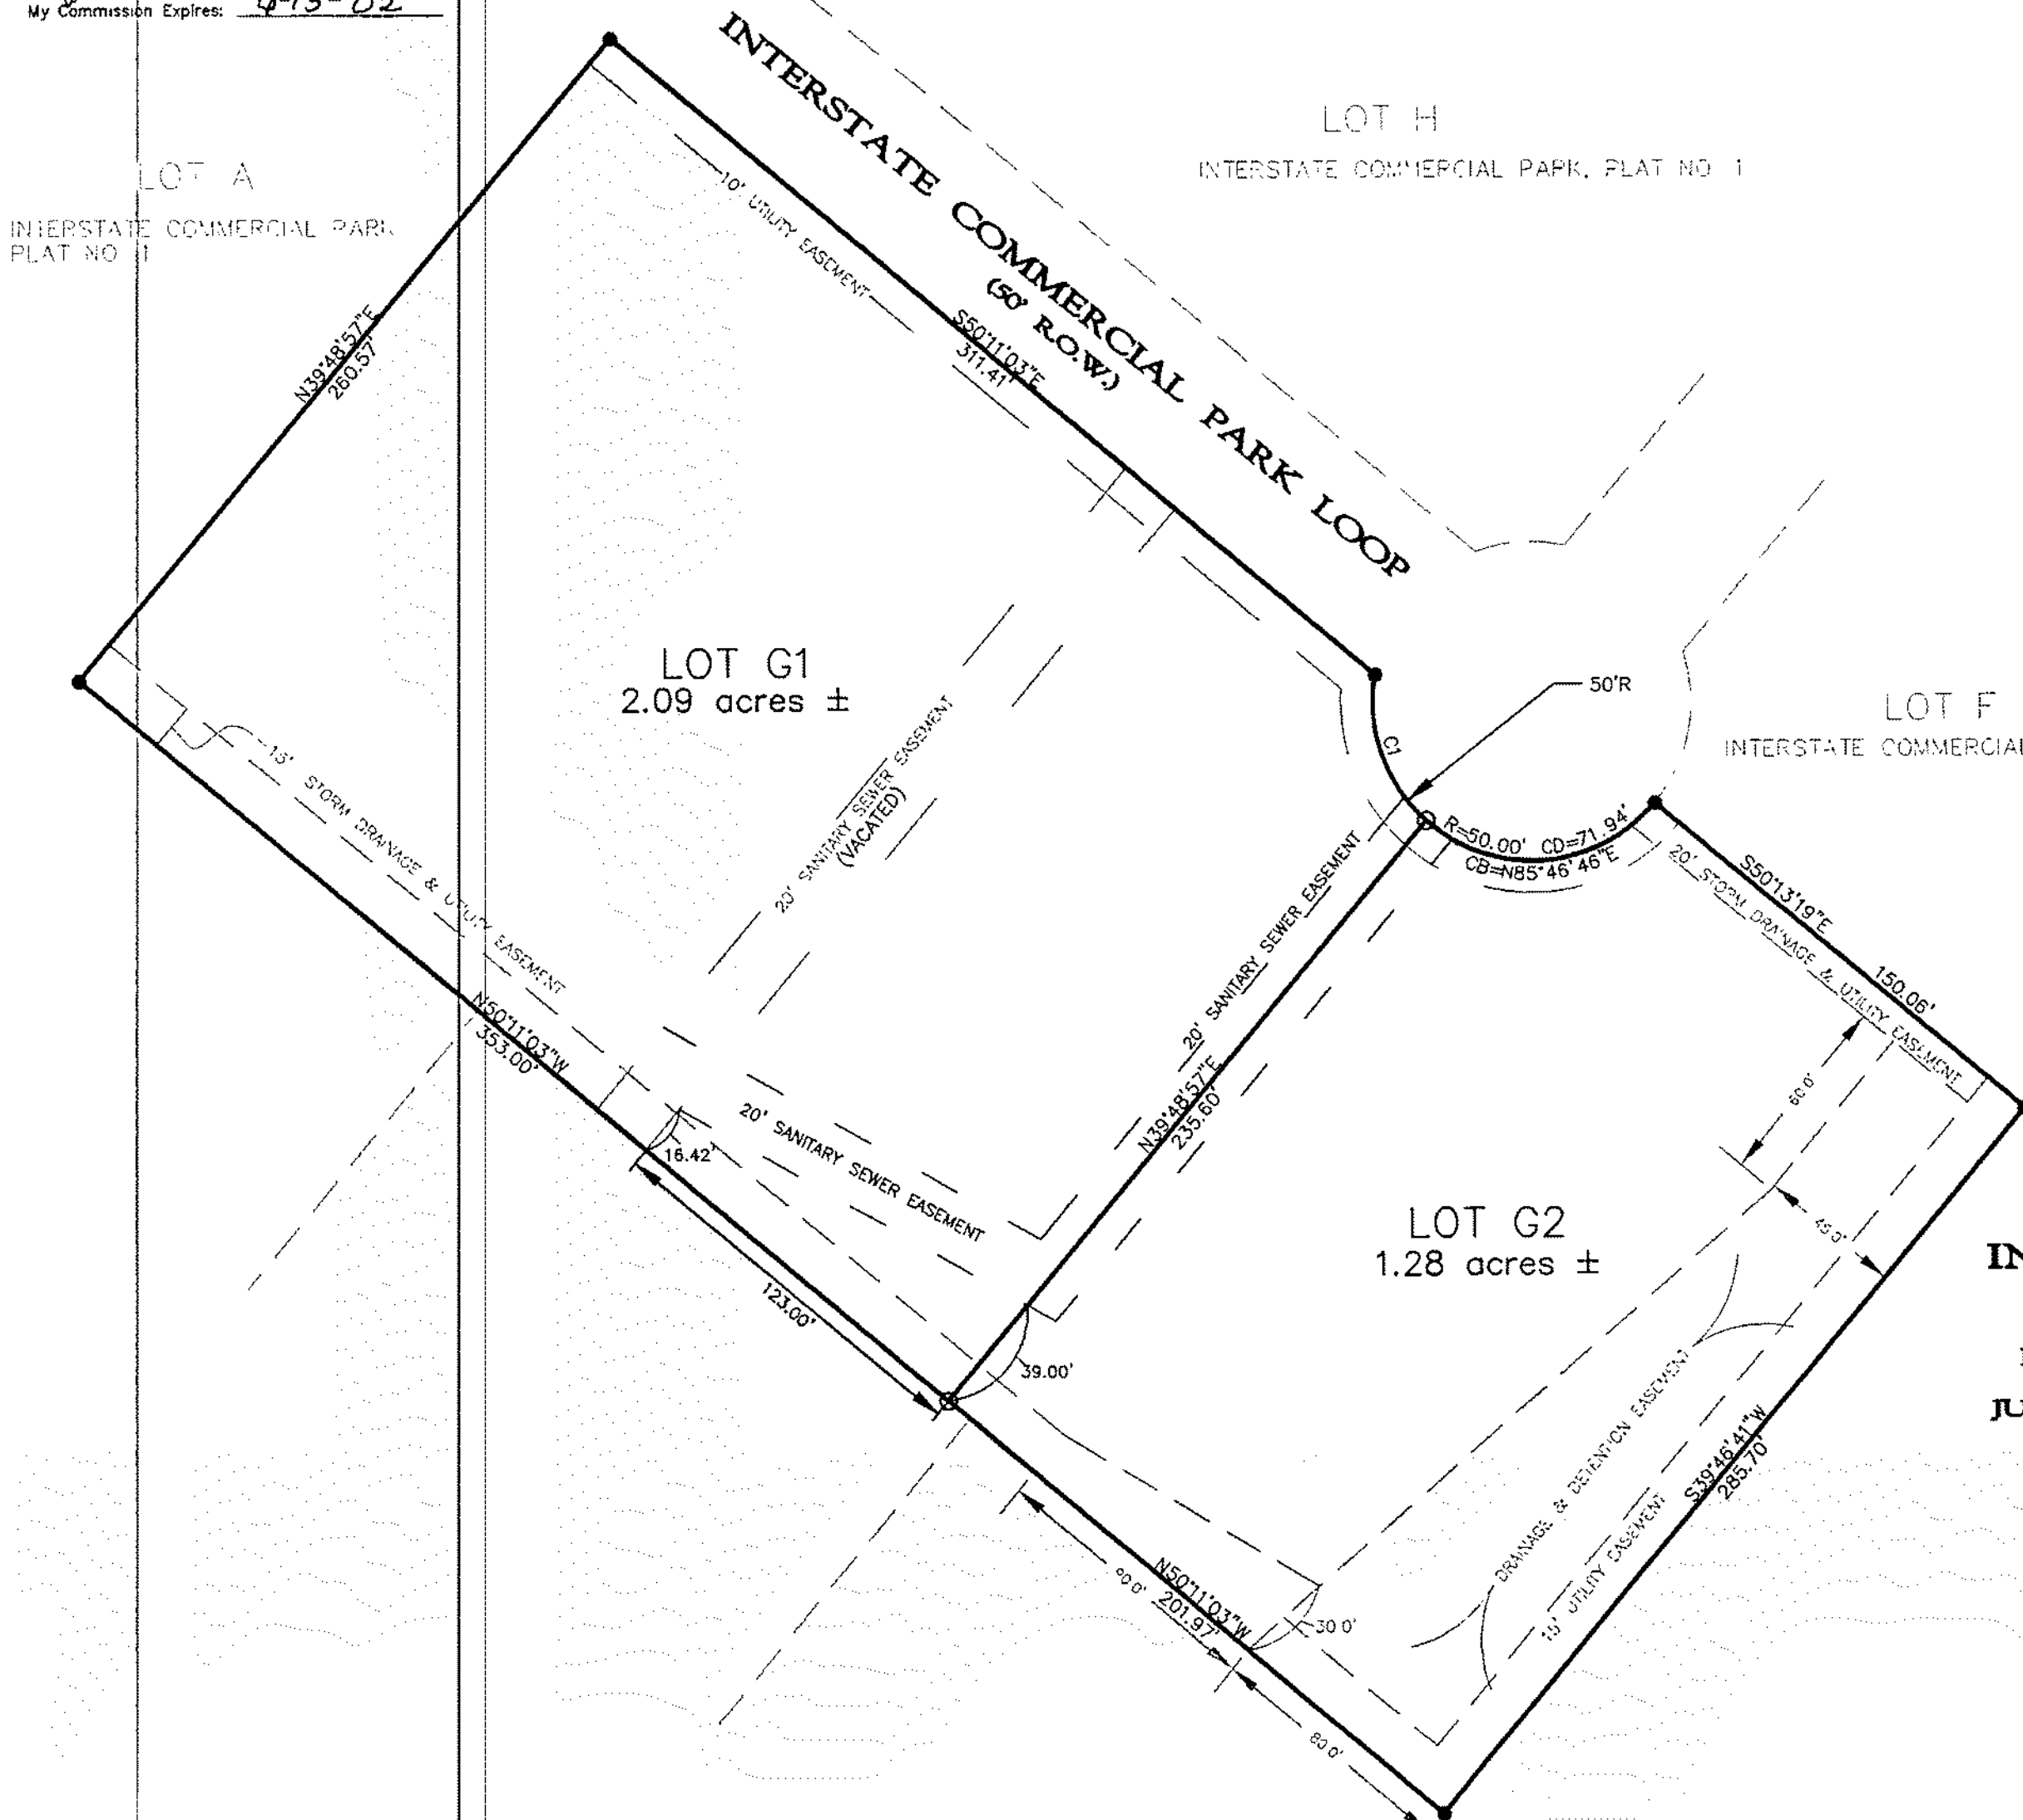 My Commission Expires: 4-13-02
INTERSTATE COMMERCIAL PARK LOOP
(50' R.O.W.)
LOT H
INTERSTATE COMMERCIAL PARK, PLAT NO 1
LOT A
INTERSTATE COMMERCIAL PARK
PLAT NO 1
10' UTILITY EASEMENT
S50°11'03"E
311.41'
N39°48'57"E
260.57'
LOT G1
2.09 acres ±
50'R
LOT F
INTERSTATE COMMERCIAL
C1
20' SANITARY SEWER EASEMENT
(VACATED)
15' STORM DRAINAGE & UTILITY EASEMENT
R=50.00' CD=71.94'
CB=N85°46'46"E
S50°13'19"E
150.06'
20' STORM DRAINAGE & UTILITY EASEMENT
20' SANITARY SEWER EASEMENT
N39°48'57"E
235.60'
N50°11'03"W
353.00'
60.0'
20' SANITARY SEWER EASEMENT
16.42'
LOT G2
1.28 acres ±
45.0'
IN
123.00'
39.00'
JU
DRAINAGE & DETENTION EASEMENT
S39°46'41"W
285.70'
15' UTILITY EASEMENT
N50°11'03"W
201.97'
90.0'
30.0'
80.0'